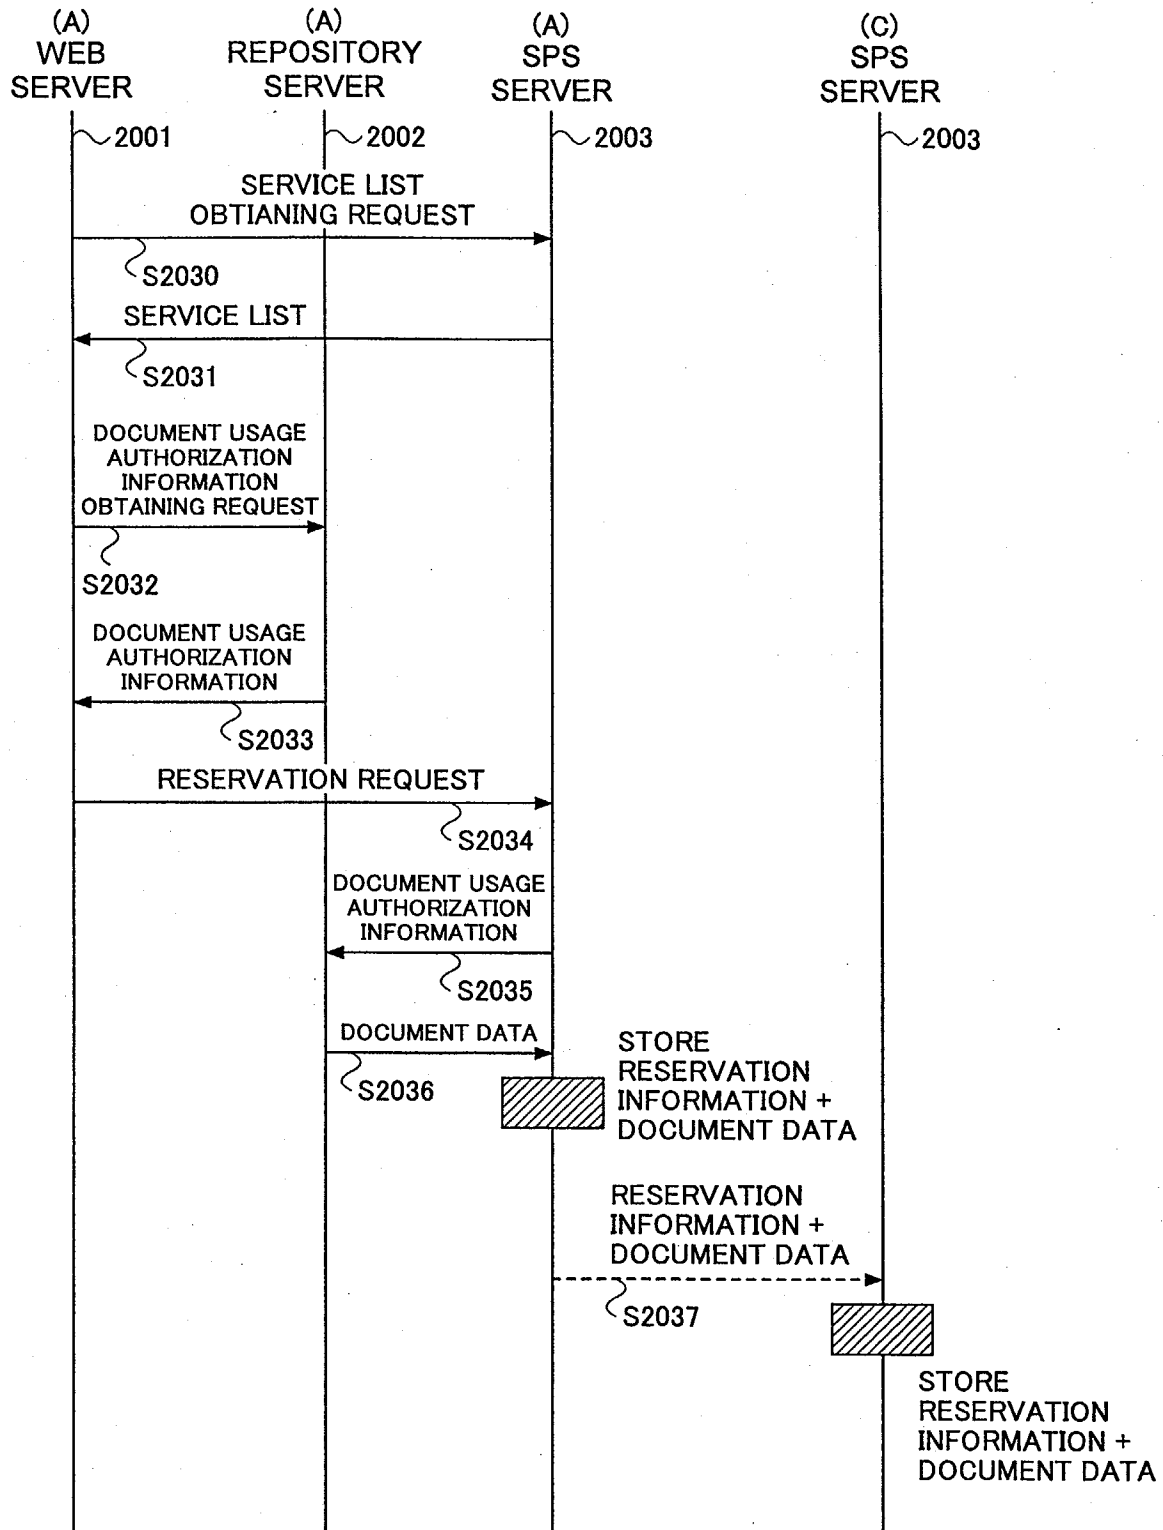 (A)
WEB
SERVER
(A)
REPOSITORY
SERVER
(A)
SPS
SERVER
(C)
SPS
SERVER
2001
2002
2003
2003
SERVICE LIST
OBTIANING REQUEST
S2030
SERVICE LIST
S2031
DOCUMENT USAGE
AUTHORIZATION
INFORMATION
OBTAINING REQUEST
S2032
DOCUMENT USAGE
AUTHORIZATION
INFORMATION
S2033
RESERVATION REQUEST
S2034
DOCUMENT USAGE
AUTHORIZATION
INFORMATION
S2035
DOCUMENT DATA
S2036
STORE
RESERVATION
INFORMATION +
DOCUMENT DATA
RESERVATION
INFORMATION +
DOCUMENT DATA
S2037
STORE
RESERVATION
INFORMATION +
DOCUMENT DATA